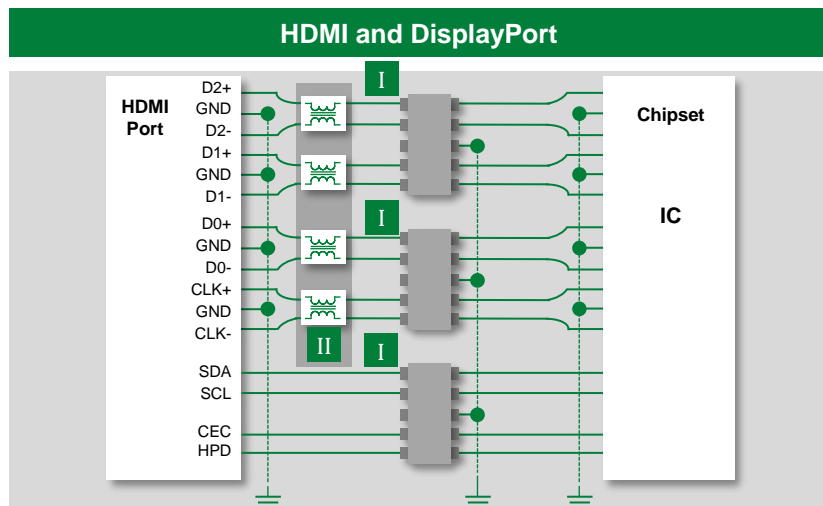 HDMI and DisplayPort
HDMI
Port
D2+
GND
D2-
D1+
GND
D1-
D0+
GND
D0-
CLK+
GND
CLK-
SDA
SCL
CEC
HPD
I
I
II
I
Chipset
IC